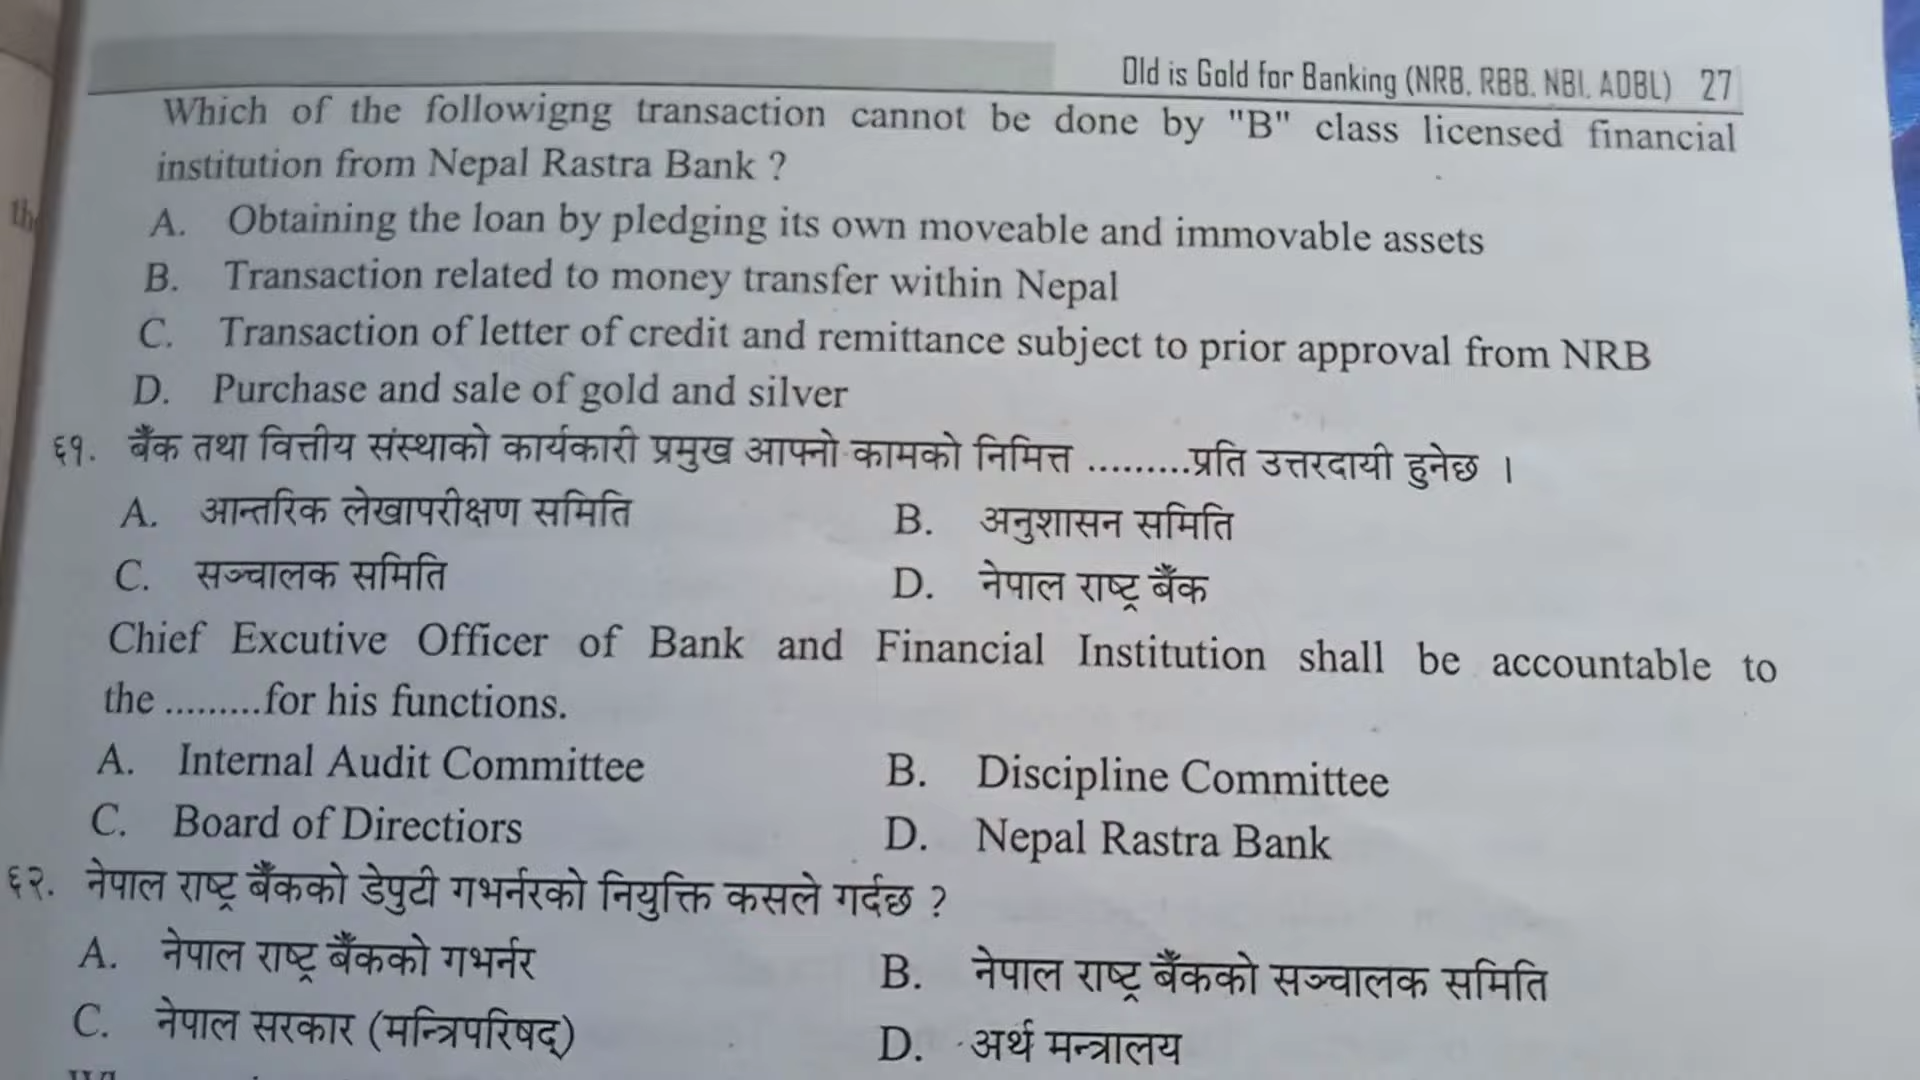 Old is Gold for Banking (NRB, RBB, NBL, ADBL) 27
Which of the followigng transaction cannot be done by "B" class licensed financial
institution from Nepal Rastra Bank ?
A. Obtaining the loan by pledging its own moveable and immovable assets
B. Transaction related to money transfer within Nepal
C. Transaction of letter of credit and remittance subject to prior approval from NRB
D. Purchase and sale of gold and silver
६१. बैंक तथा वित्तीय संस्थाको कार्यकारी प्रमुख आफ्नो कामको निमित्त .........प्रति उत्तरदायी हुनेछ ।
A. आन्तरिक लेखापरीक्षण समिति B. अनुशासन समिति
C. सञ्चालक समिति D. नेपाल राष्ट्र बैंक
Chief Excutive Officer of Bank and Financial Institution shall be accountable to
the .........for his functions.
A. Internal Audit Committee B. Discipline Committee
C. Board of Directiors D. Nepal Rastra Bank
६२. नेपाल राष्ट्र बैंकको डेपुटी गभर्नरको नियुक्ति कसले गर्दछ ?
A. नेपाल राष्ट्र बैंकको गभर्नर B. नेपाल राष्ट्र बैंकको सञ्चालक समिति
C. नेपाल सरकार (मन्त्रिपरिषद्) D. अर्थ मन्त्रालय